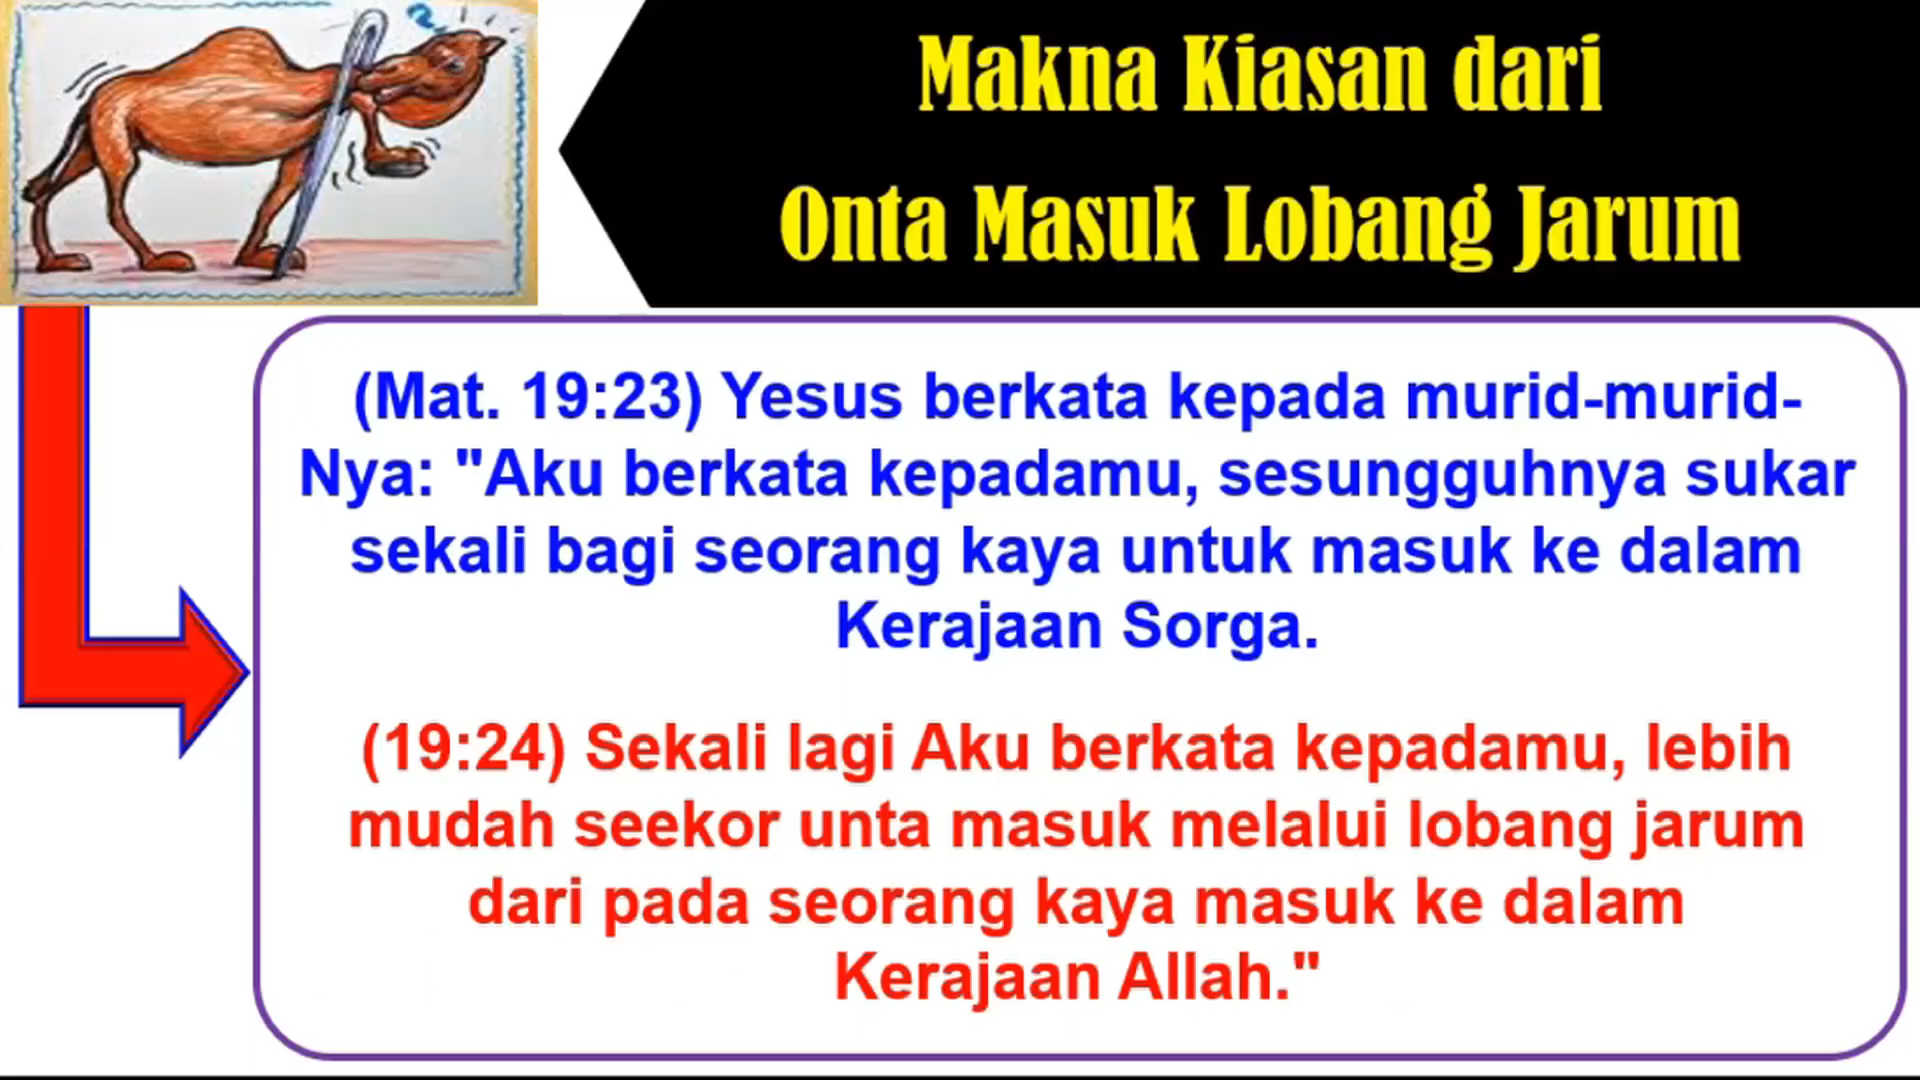 Makna Kiasan dari
Onta Masuk Lobang Jarum
(Mat. 19:23) Yesus berkata kepada murid-murid-
Nya: "Aku berkata kepadamu, sesungguhnya sukar
sekali bagi seorang kaya untuk masuk ke dalam
Kerajaan Sorga.
(19:24) Sekali lagi Aku berkata kepadamu, lebih
mudah seekor unta masuk melalui lobang jarum
dari pada seorang kaya masuk ke dalam
Kerajaan Allah."